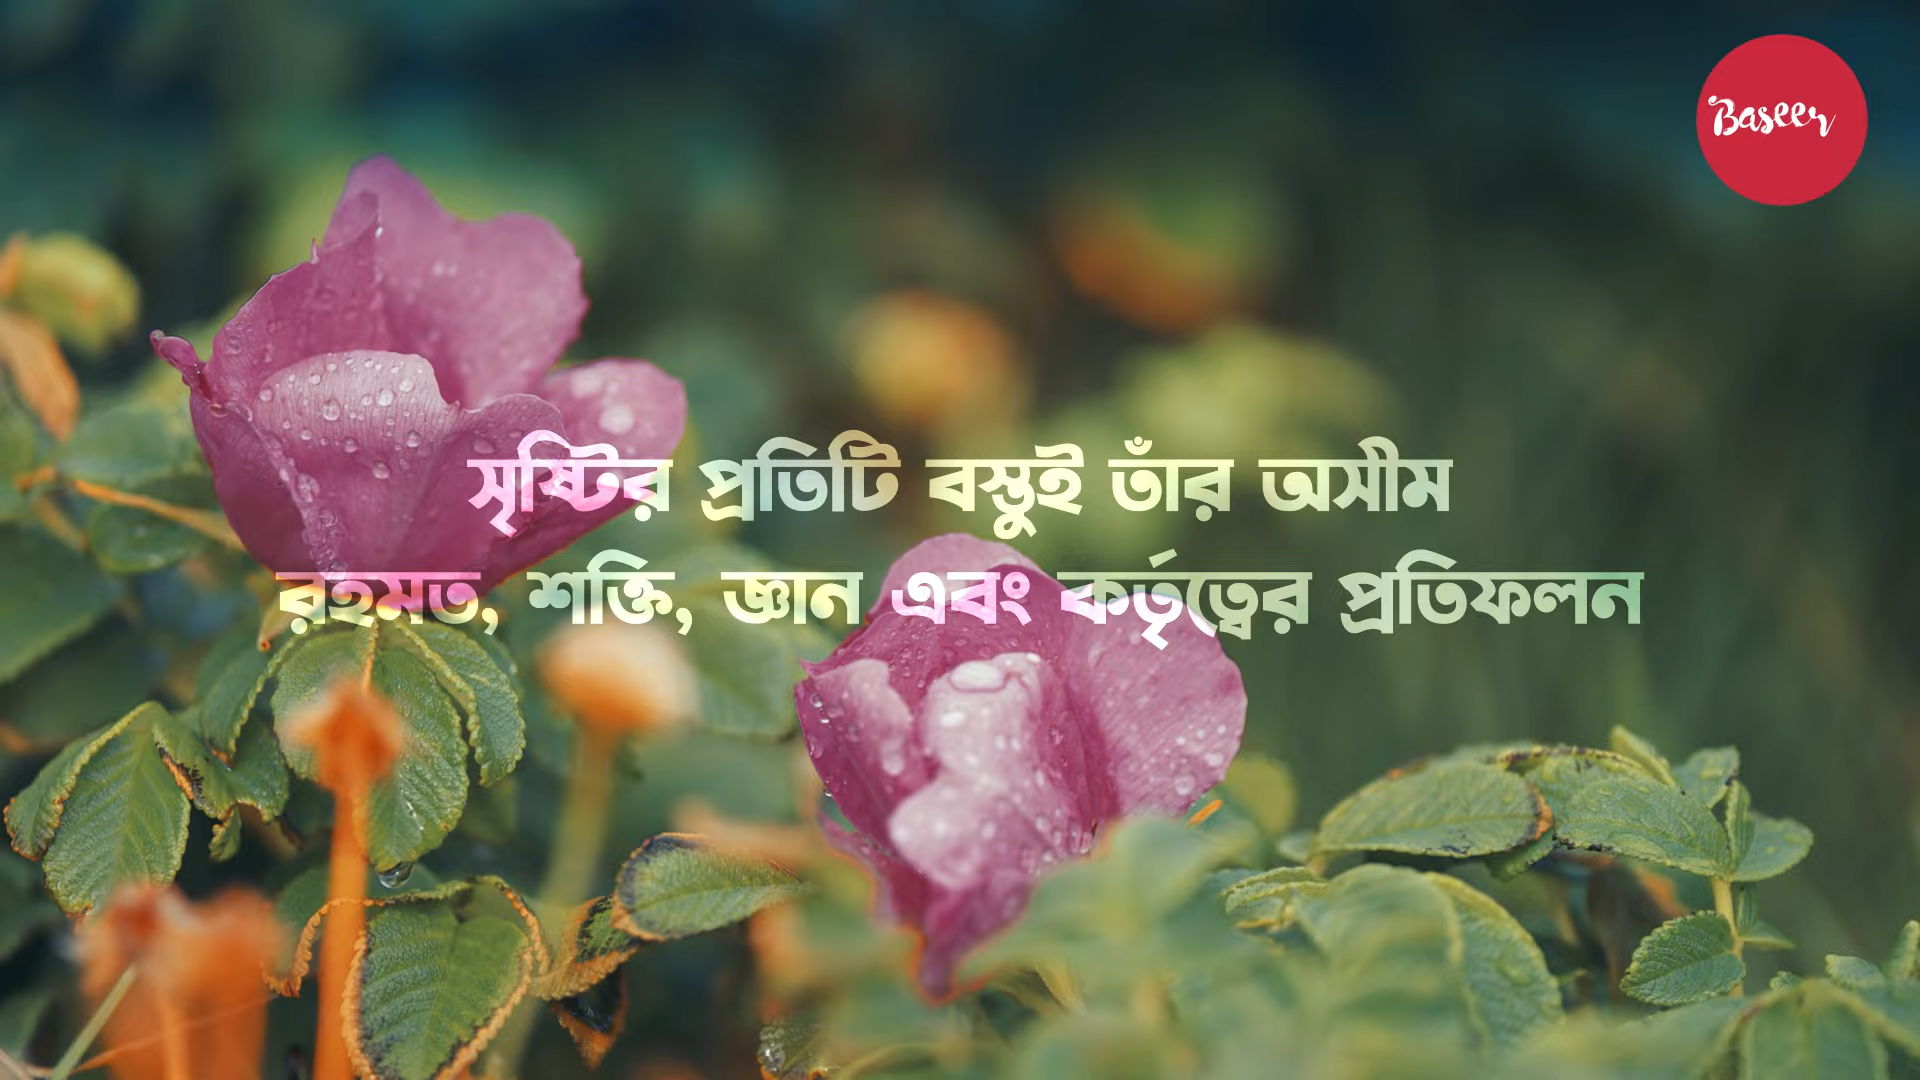 Baseer
সৃষ্টির প্রতিটি বস্তুই তাঁর অসীম
রহমত, শক্তি, জ্ঞান এবং কর্তৃত্বের প্রতিফলন